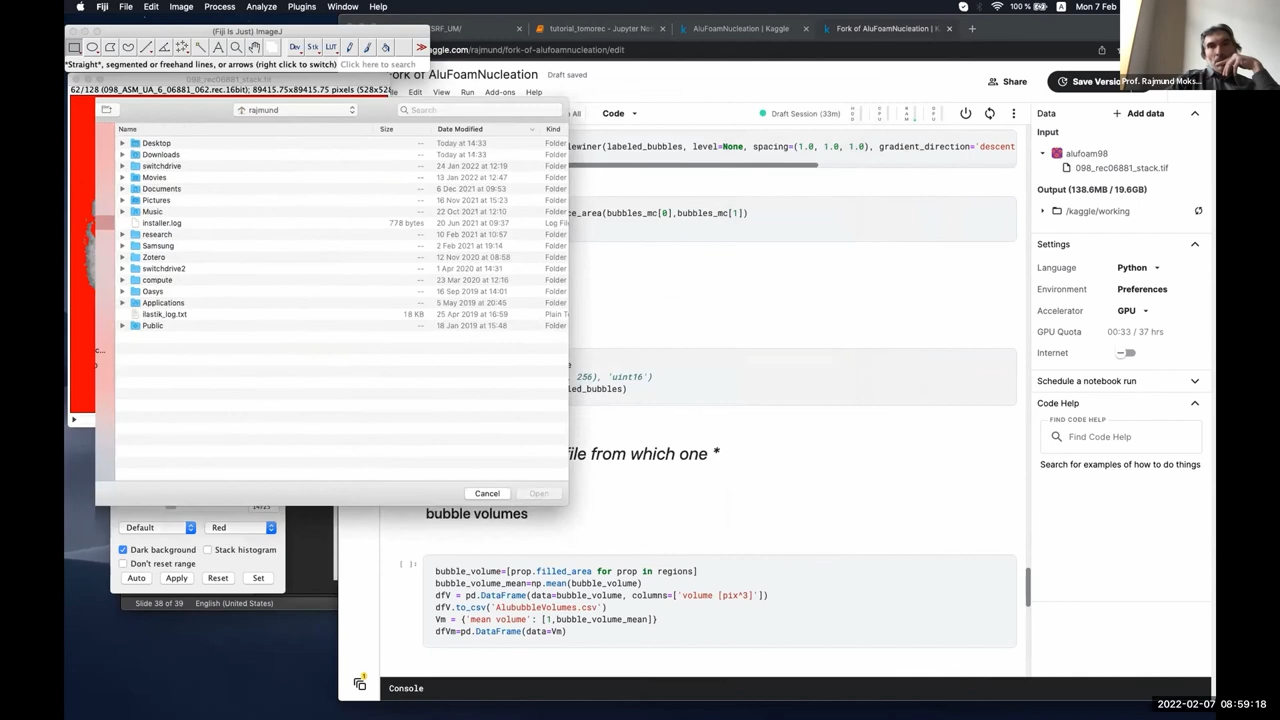 Fiji File Edit Image Process Analyze Plugins Window Help
100 %
Mon 7 Feb
(Fiji Is Just) ImageJ
Dev Stk LUT
*Straight*, segmented or freehand lines, or arrows (right click to switch) Click here to search
098_rec06881_stack.tif
62/128 (098_ASM_UA_6_06881_062.rec.16bit); 89415.75x89415.75 pixels (528x528
rajmund
Search
Name Size Date Modified Kind
Desktop -- Today at 14:33 Folder
Downloads -- Today at 14:33 Folder
switchdrive -- 24 Jan 2022 at 12:19 Folder
Movies -- 13 Jan 2022 at 12:47 Folder
Documents -- 6 Dec 2021 at 09:53 Folder
Pictures -- 16 Nov 2021 at 15:23 Folder
Music -- 22 Oct 2021 at 12:10 Folder
installer.log 778 bytes 20 Jun 2021 at 09:37 Log Fi
research -- 10 Feb 2021 at 10:57 Folder
Samsung -- 2 Feb 2021 at 19:14 Folder
Zotero -- 12 Nov 2020 at 08:58 Folder
switchdrive2 -- 1 Apr 2020 at 14:31 Folder
compute -- 23 Mar 2020 at 12:16 Folder
Oasys -- 16 Sep 2019 at 14:01 Folder
Applications -- 5 May 2019 at 20:45 Folder
ilastik_log.txt 18 KB 25 Apr 2019 at 16:59 Plain T
Public -- 18 Jan 2019 at 15:48 Folder
Cancel Open
Default Red
Dark background Stack histogram
Don't reset range
Auto Apply Reset Set
Slide 38 of 39 English (United States)
SRF_UM/
tutorial_tomorec - Jupyter Not
AluFoamNucleation | Kaggle
Fork of AluFoamNucleation | K
ggle.com/rajmund/fork-of-alufoamnucleation/edit
Fork of AluFoamNucleation Draft saved
Share
Save Versio
Edit View Run Add-ons Help
Code
Draft Session (33m)
ewiner(labeled_bubbles, level=None, spacing=(1.0, 1.0, 1.0), gradient_direction='descent
ce_area(bubbles_mc[0],bubbles_mc[1])
e
, 256), 'uint16')
led_bubbles)
file from which one *
bubble volumes
[ ]:
bubble_volume=[prop.filled_area for prop in regions]
bubble_volume_mean=np.mean(bubble_volume)
dfV = pd.DataFrame(data=bubble_volume, columns=['volume [pix^3]'])
dfV.to_csv('AlububbleVolumes.csv')
Vm = {'mean volume': [1,bubble_volume_mean]}
dfVm=pd.DataFrame(data=Vm)
1
Console
Data
+ Add data
Input
alufoam98
098_rec06881_stack.tif
Output (138.6MB / 19.6GB)
/kaggle/working
Settings
Language Python
Environment Preferences
Accelerator GPU
GPU Quota 00:33 / 37 hrs
Internet
Schedule a notebook run
Code Help
FIND CODE HELP
Find Code Help
Search for examples of how to do things
Prof. Rajmund Moks...
2022-02-07 08:59:18